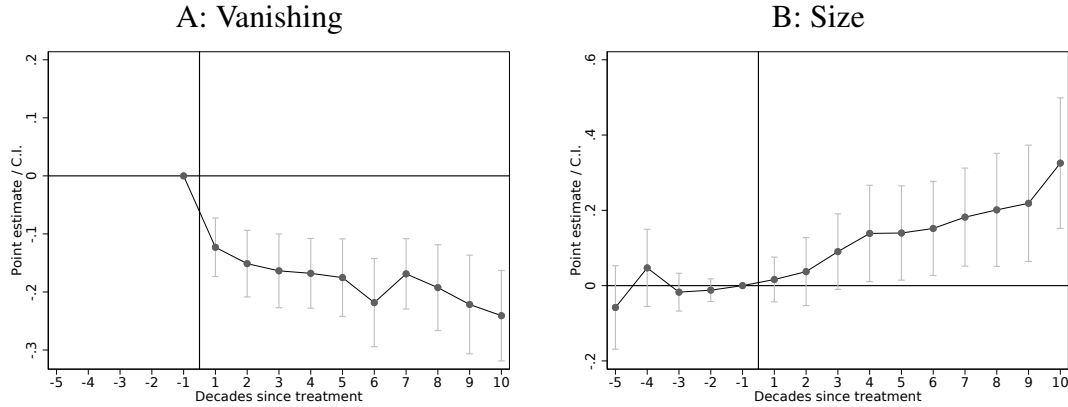 A: Vanishing
Point estimate / C.I.
.2
.1
0
-.1
-.2
-.3
-5 -4 -3 -2 -1 1 2 3 4 5 6 7 8 9 10
Decades since treatment
B: Size
Point estimate / C.I.
.6
.4
.2
0
-.2
-5 -4 -3 -2 -1 1 2 3 4 5 6 7 8 9 10
Decades since treatment